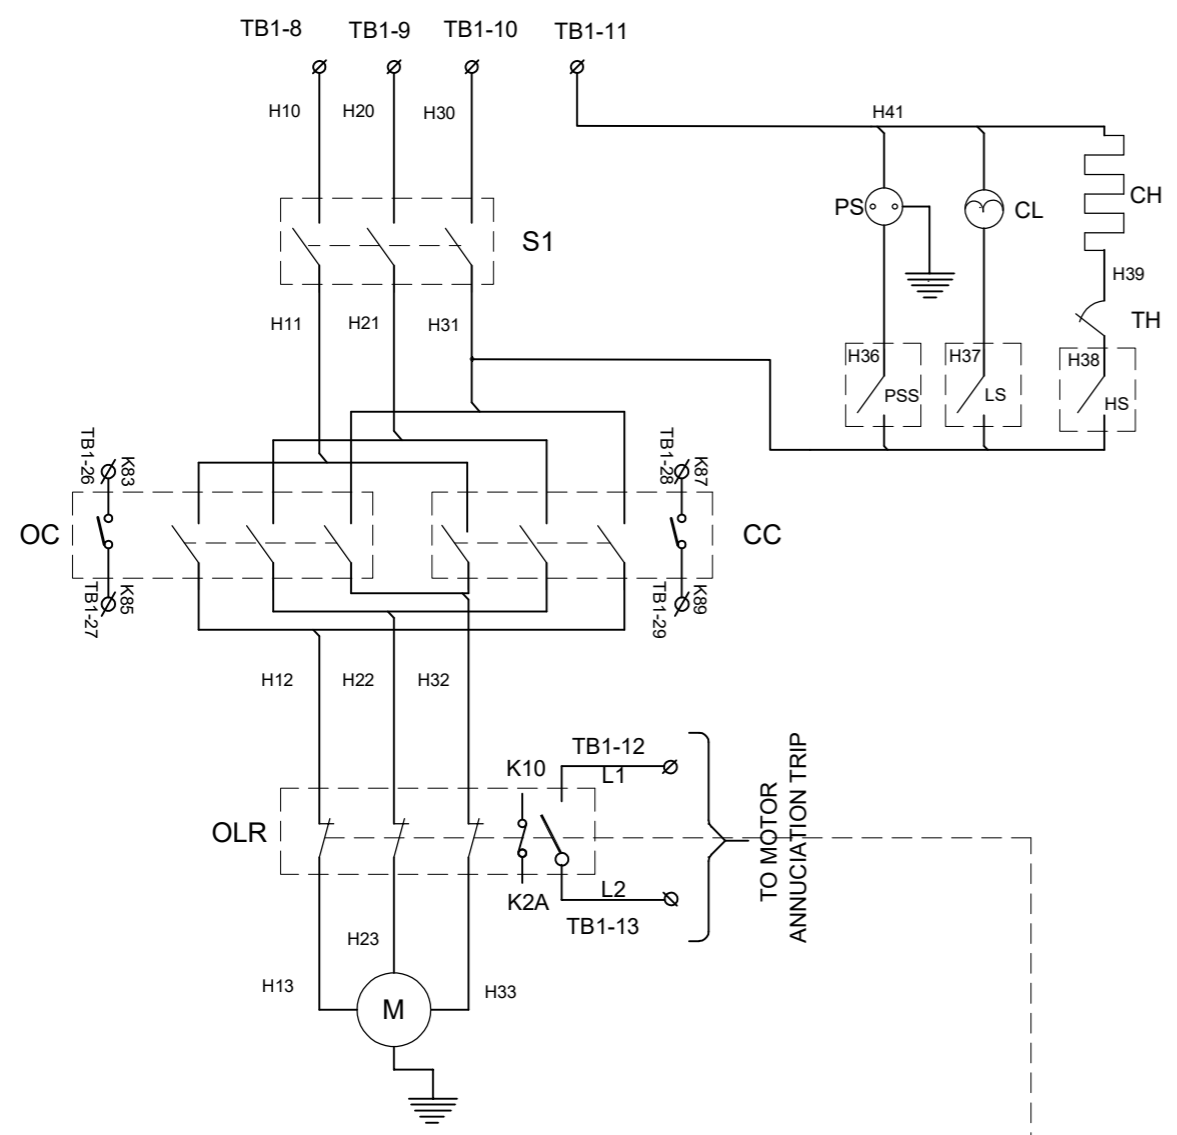 TB1-8
TB1-9
TB1-10
TB1-11
H10
H20
H30
H41
PS
CL
CH
S1
H39
H11
H21
H31
TH
H36
H37
H38
PSS
LS
HS
TB1-26
K83
TB1-28
K87
OC
CC
TB1-27
K85
TB1-29
K89
H12
H22
H32
TB1-12
K10
L1
OLR
TO MOTOR
ANNUCIATION TRIP
K2A
L2
TB1-13
H23
H13
H33
M